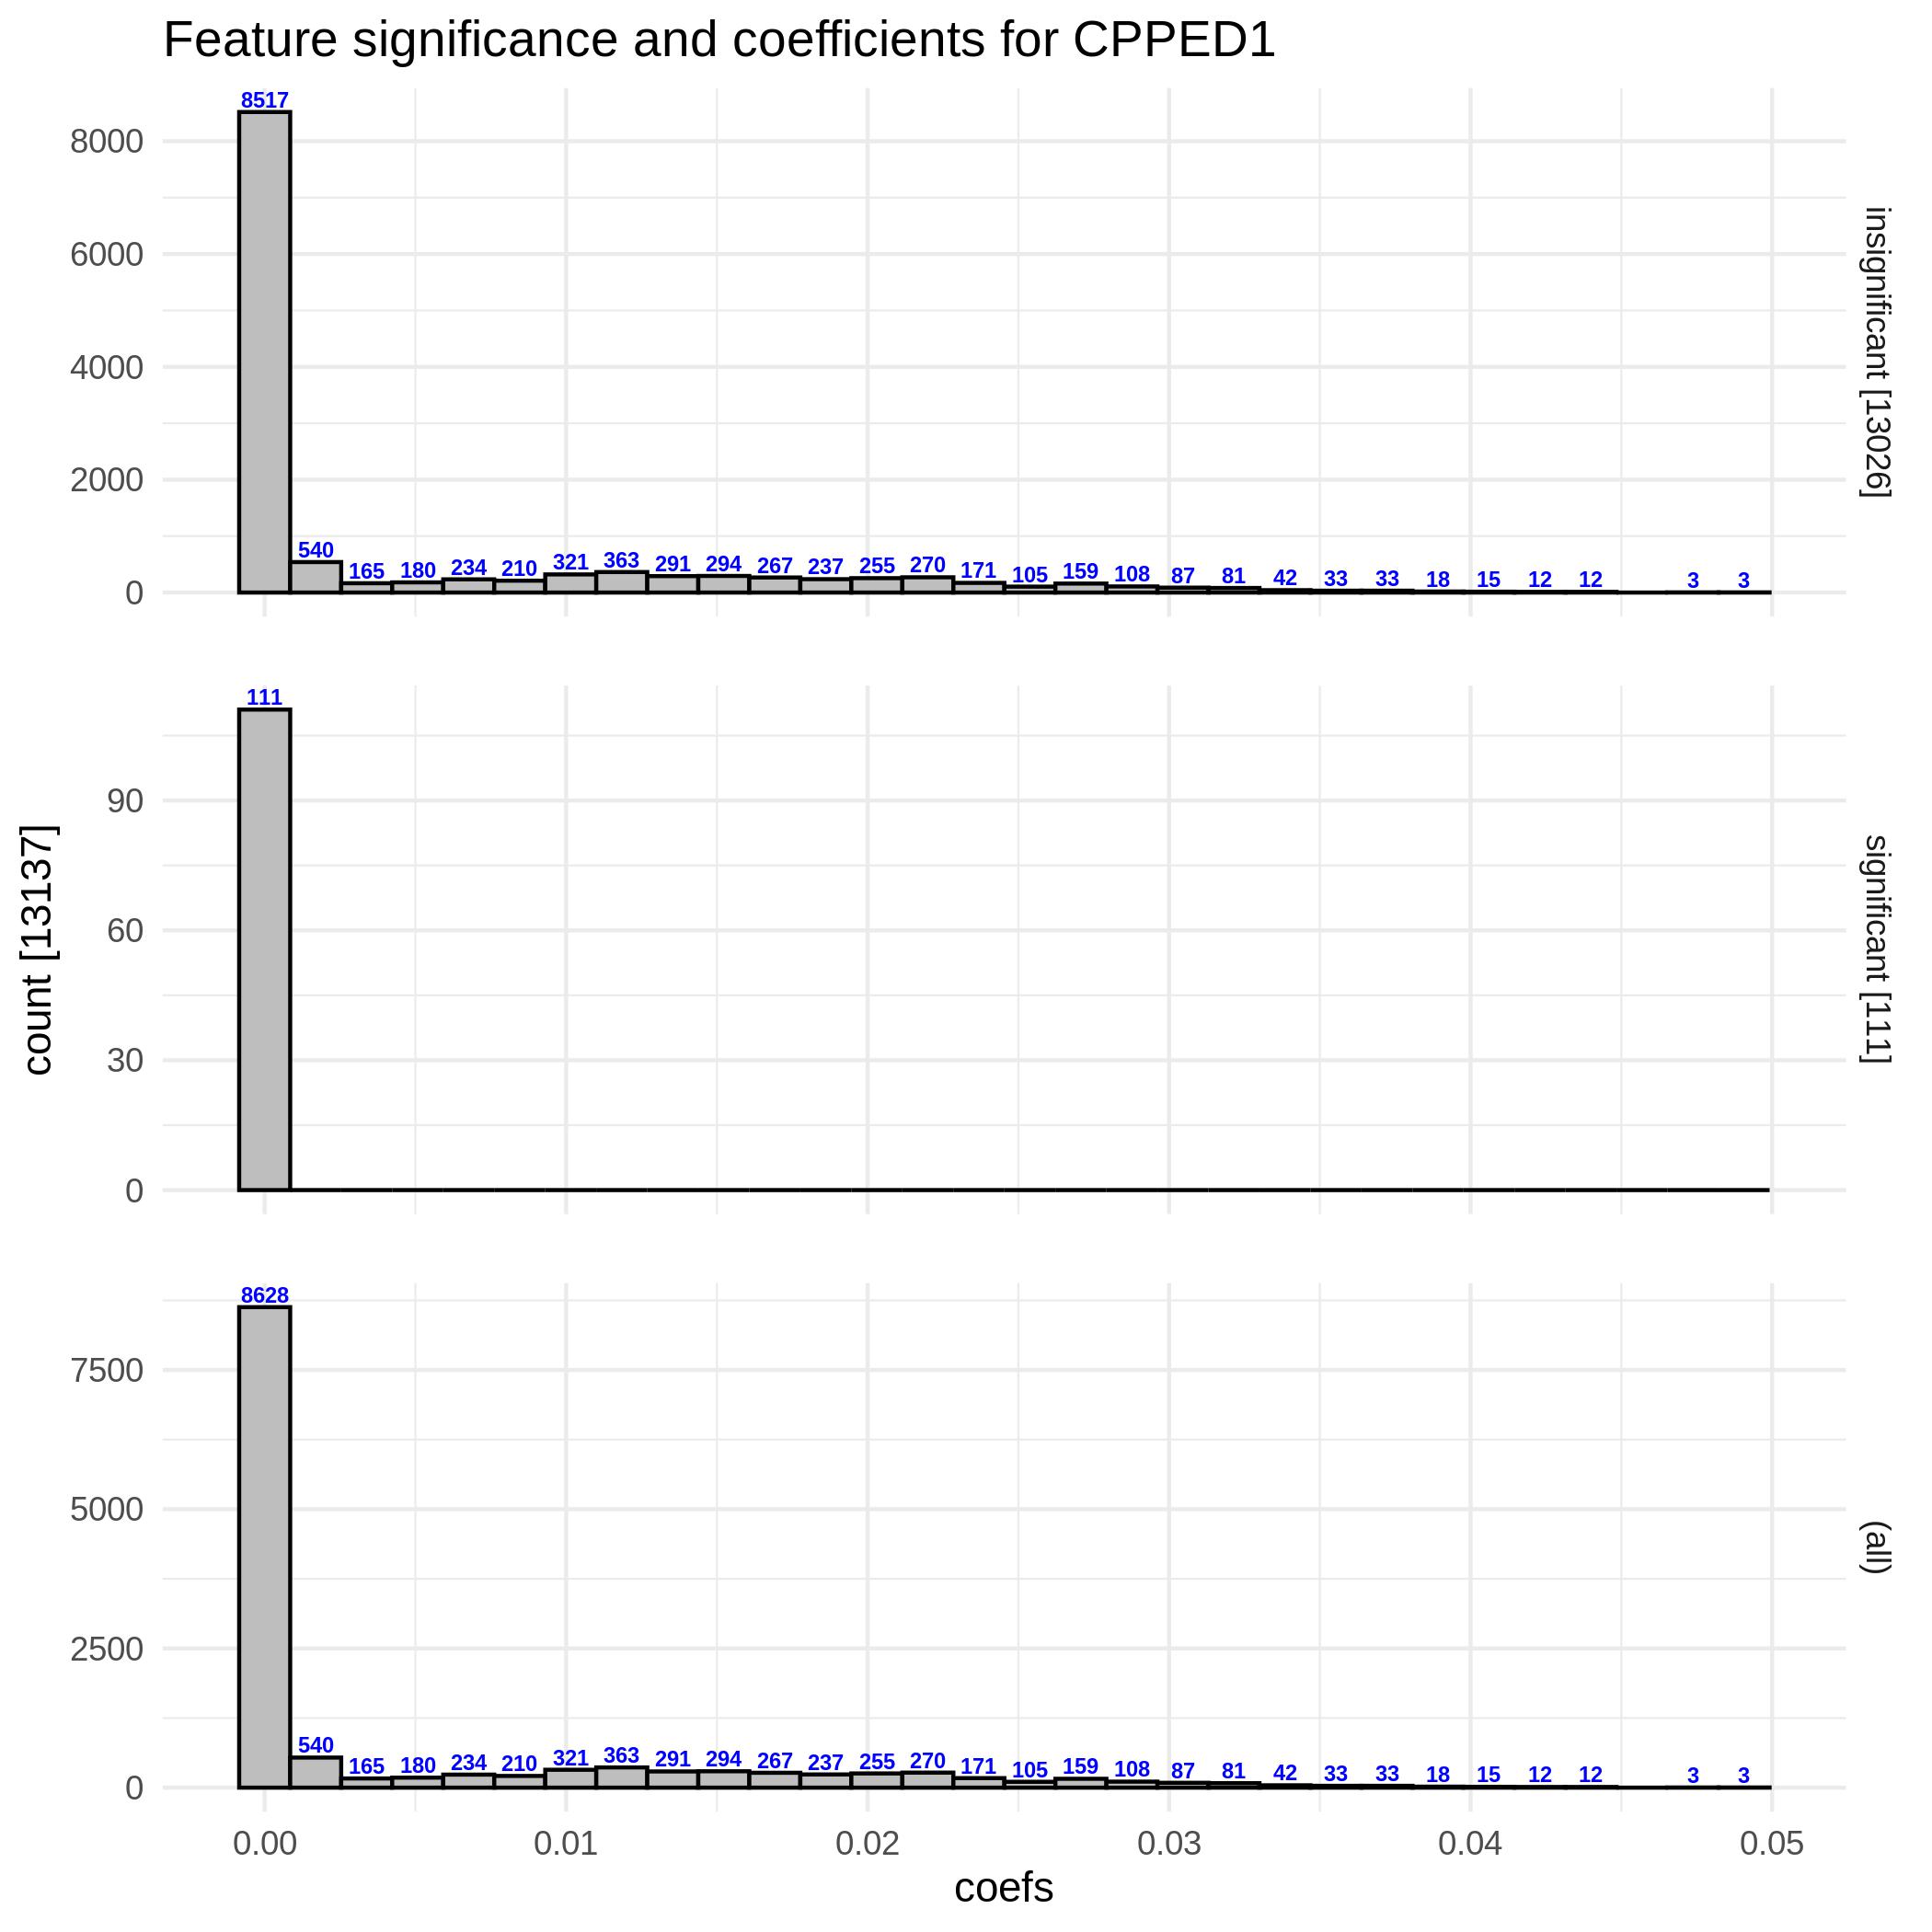 Feature significance and coefficients for CPPED1
8517
8000
6000
4000
2000
0
540 165 180 234 210 321 363 291 294 267 237 255 270 171 105 159 108 87 81 42 33 33 18 15 12 12 3 3
insignificant [13026]
count [13137]
111
90
60
30
0
significant [111]
8628
7500
5000
2500
0
540 165 180 234 210 321 363 291 294 267 237 255 270 171 105 159 108 87 81 42 33 33 18 15 12 12 3 3
(all)
0.00 0.01 0.02 0.03 0.04 0.05
coefs